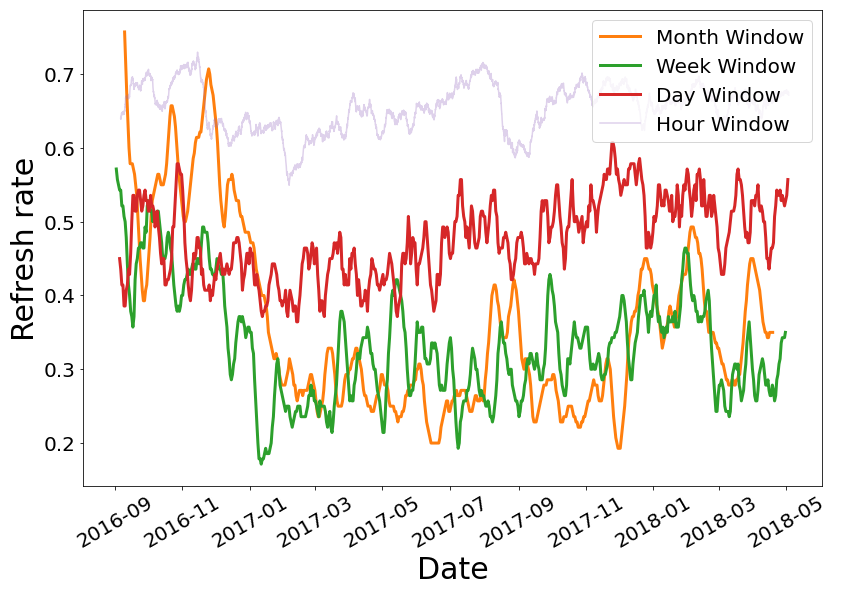 Month Window
Week Window
Day Window
Hour Window
Refresh rate
0.7
0.6
0.5
0.4
0.3
0.2
2016-09
2016-11
2017-01
2017-03
2017-05
2017-07
2017-09
2017-11
2018-01
2018-03
2018-05
Date